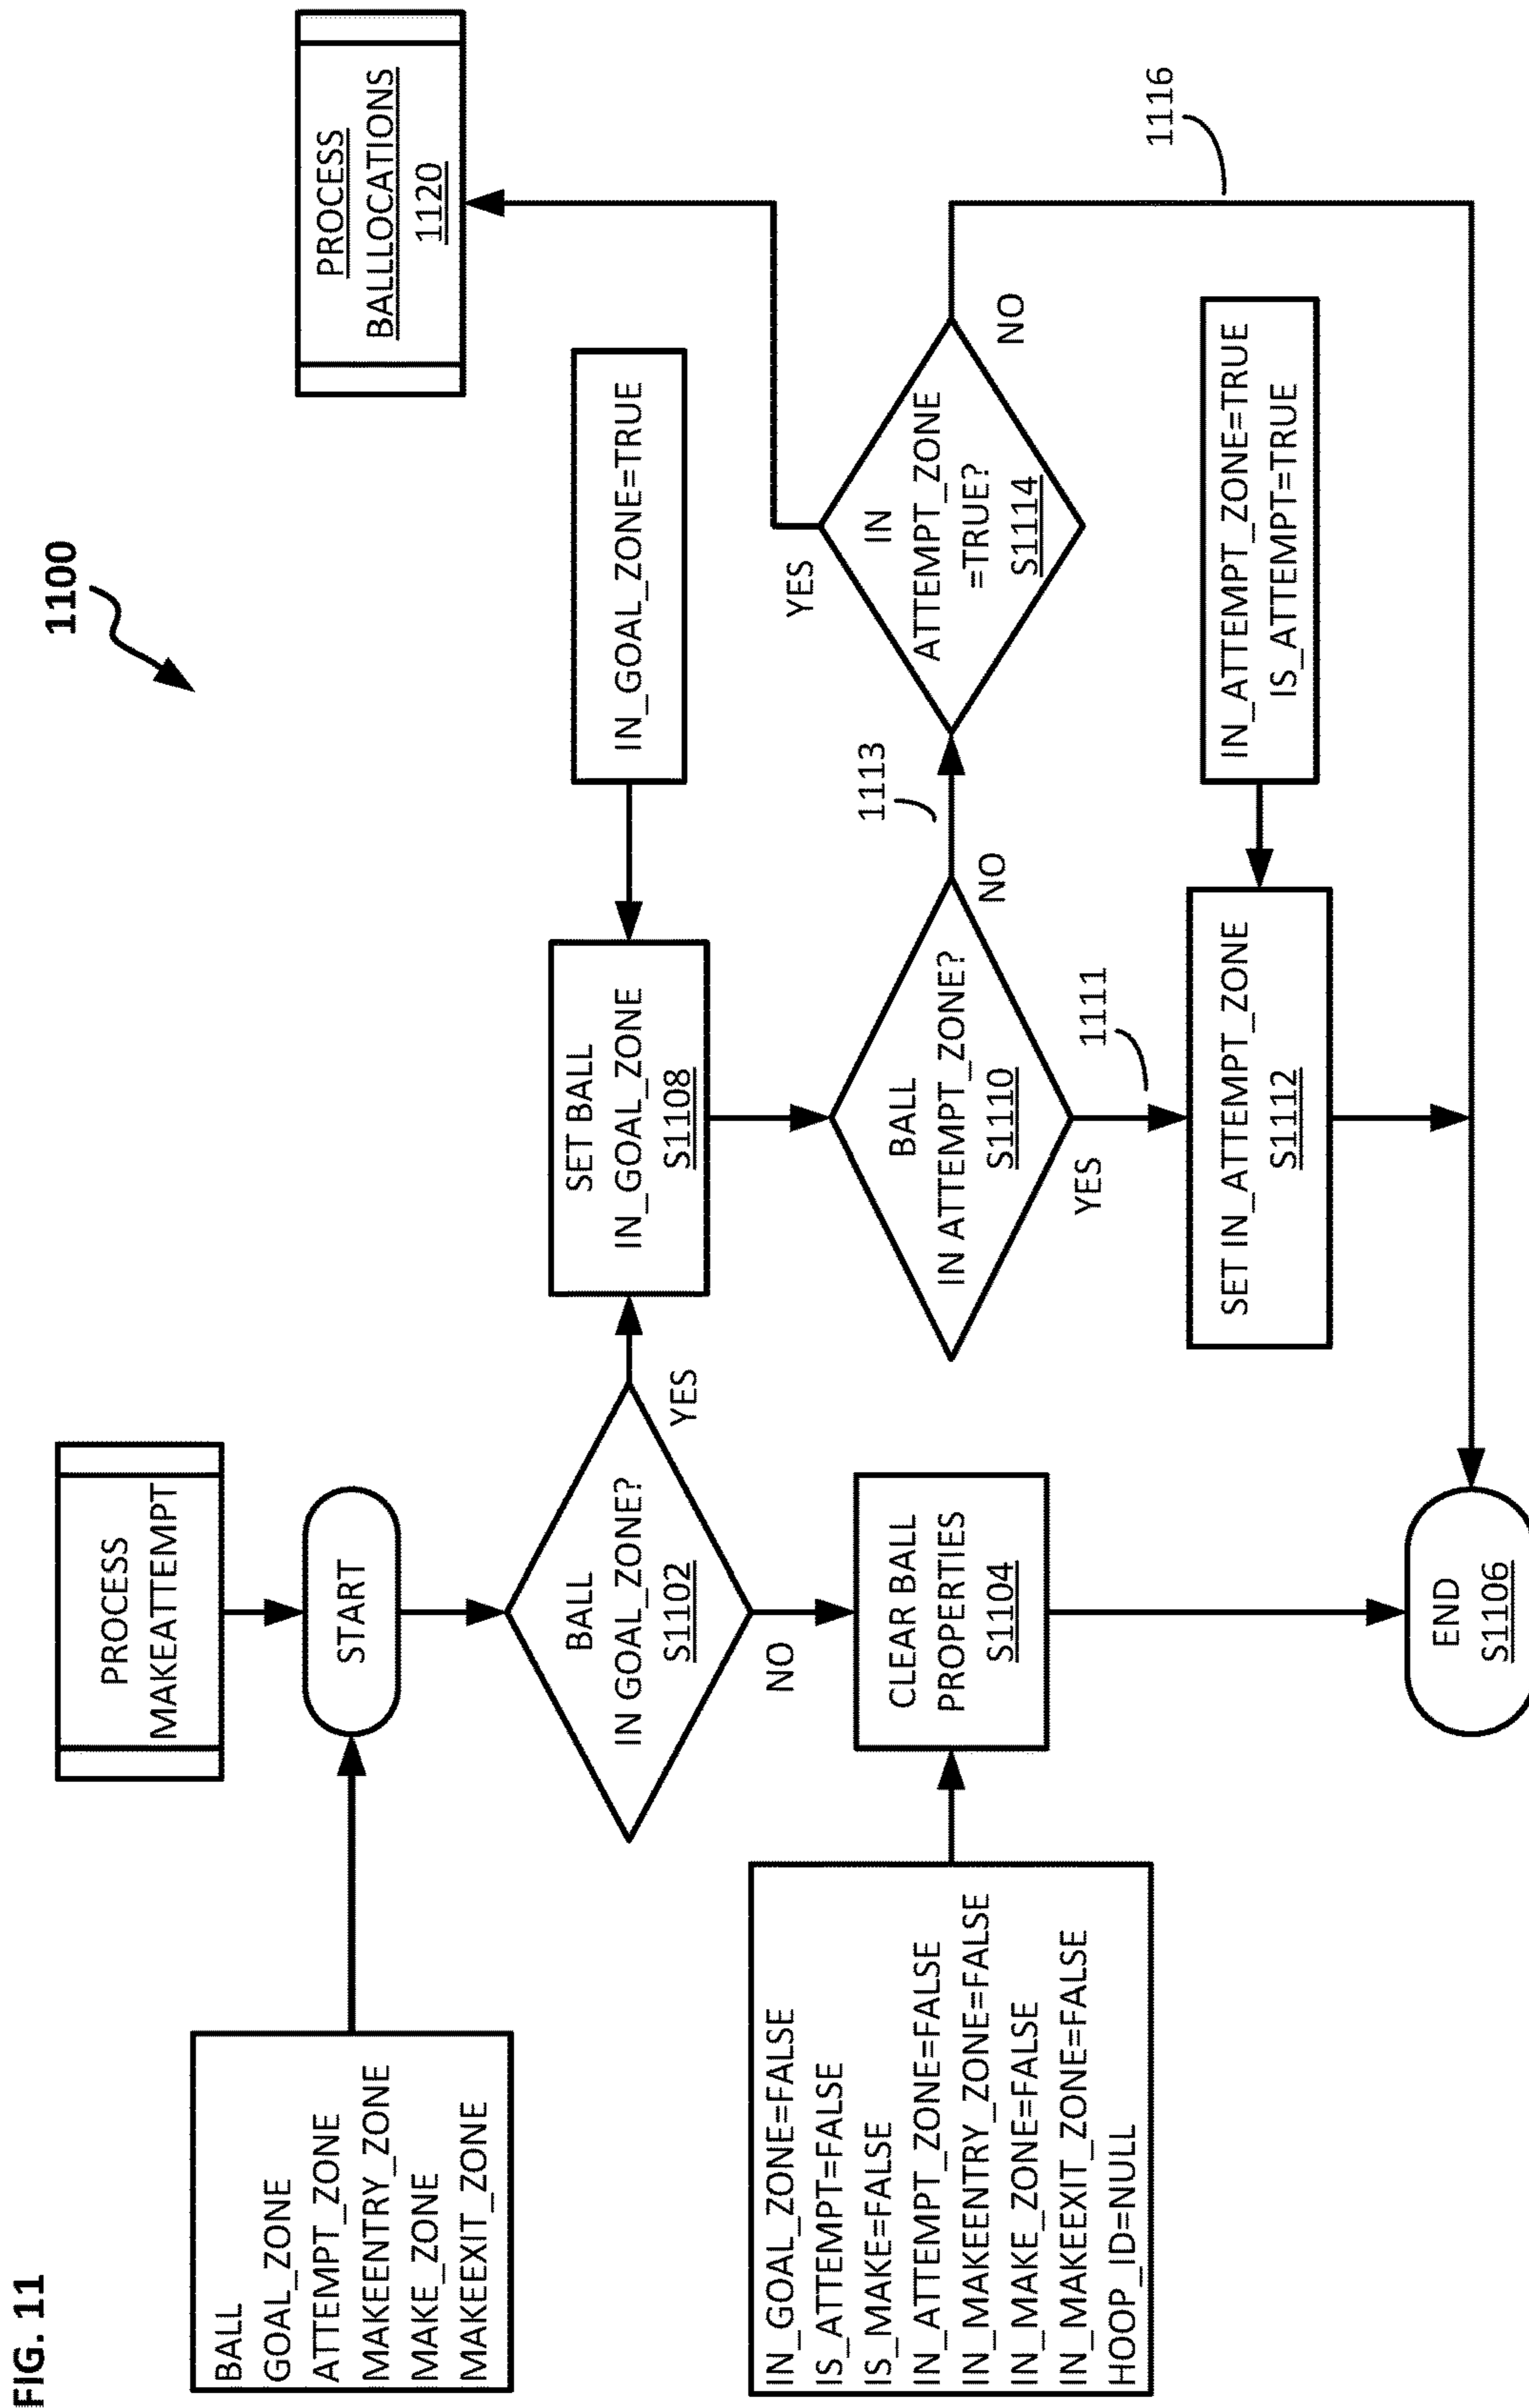 FIG. 11
1100
PROCESS
MAKEATTEMPT
BALL
GOAL_ZONE
ATTEMPT_ZONE
MAKEENTRY_ZONE
MAKE_ZONE
MAKEEXIT_ZONE
START
PROCESS
BALLLOCATIONS
1120
BALL
IN GOAL_ZONE?
S1102
YES
NO
SET BALL
IN_GOAL_ZONE
S1108
IN_GOAL_ZONE=TRUE
IN_GOAL_ZONE=FALSE
IS_ATTEMPT=FALSE
IS_MAKE=FALSE
IN_ATTEMPT_ZONE=FALSE
IN_MAKEENTRY_ZONE=FALSE
IN_MAKE_ZONE=FALSE
IN_MAKEEXIT_ZONE=FALSE
HOOP_ID=NULL
CLEAR BALL
PROPERTIES
S1104
BALL
IN ATTEMPT_ZONE?
S1110
NO
YES
1113
1111
IN
ATTEMPT_ZONE
=TRUE?
S1114
YES
NO
1116
SET IN_ATTEMPT_ZONE
S1112
IN_ATTEMPT_ZONE=TRUE
IS_ATTEMPT=TRUE
END
S1106